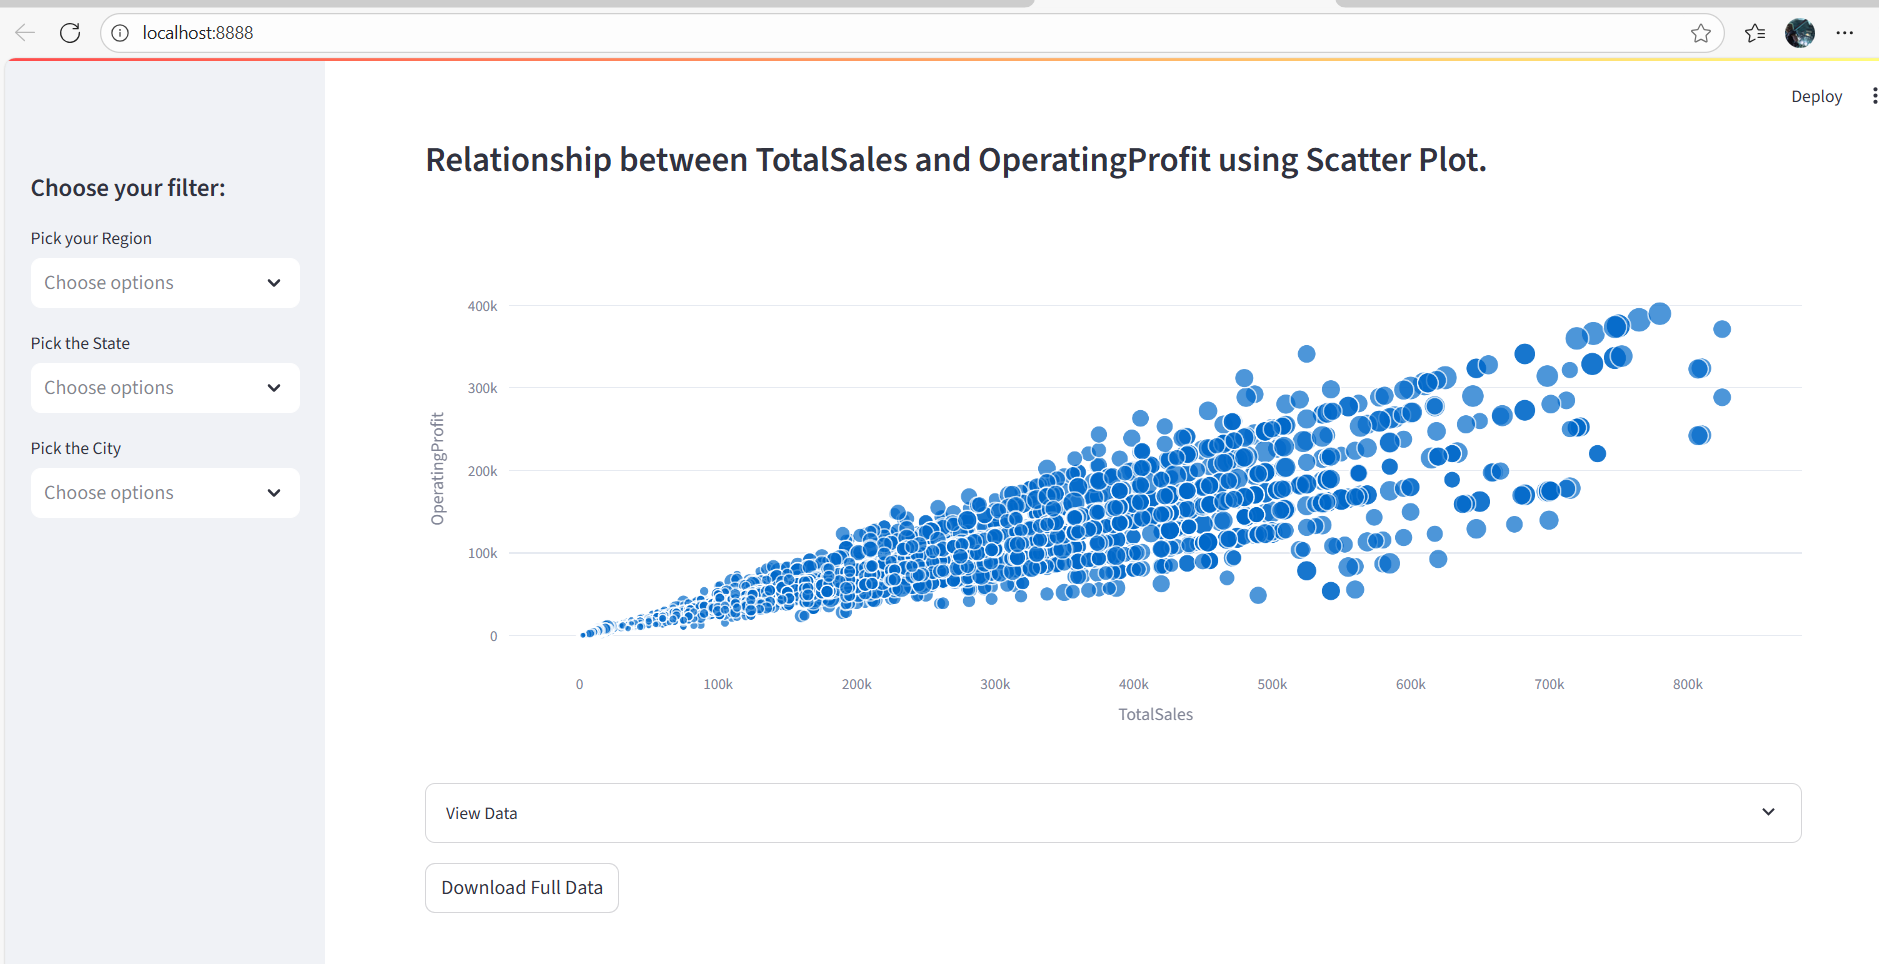 localhost:8888
Deploy
Choose your filter:
Pick your Region
Choose options
Pick the State
Choose options
Pick the City
Choose options
Relationship between TotalSales and OperatingProfit using Scatter Plot.
OperatingProfit
400k
300k
200k
100k
0
0 100k 200k 300k 400k 500k 600k 700k 800k
TotalSales
View Data
Download Full Data